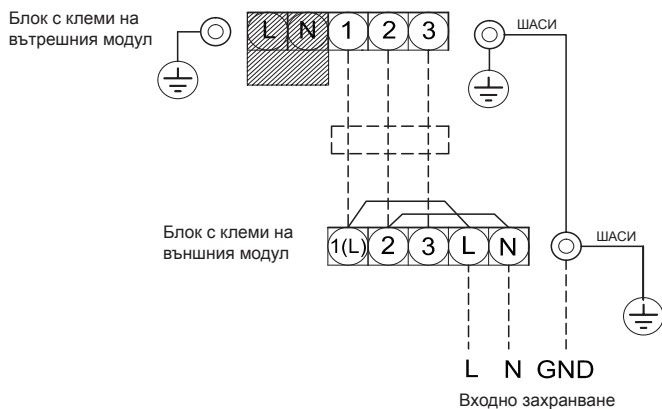 Блок с клеми на
вътрешния модул
L N 1 2 3
ШАСИ
Блок с клеми на
външния модул
1(L) 2 3 L N
ШАСИ
L N GND
Входно захранване